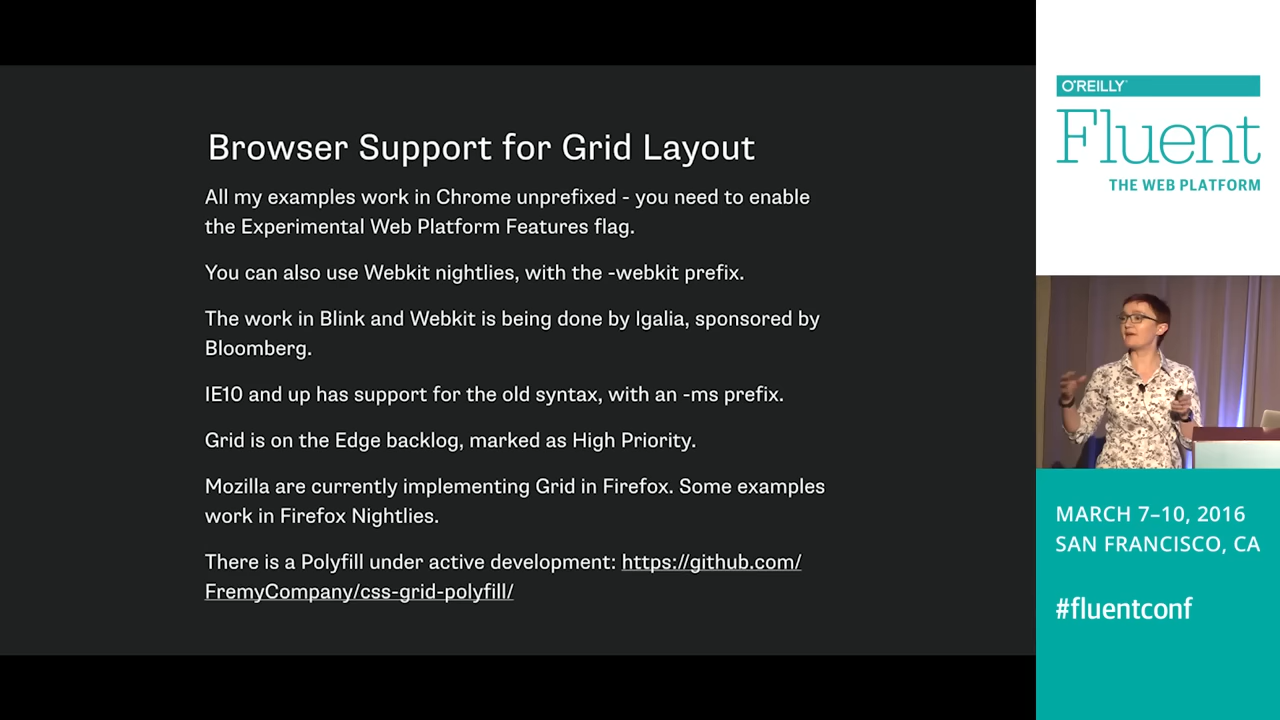 Browser Support for Grid Layout
All my examples work in Chrome unprefixed - you need to enable
the Experimental Web Platform Features flag.
You can also use Webkit nightlies, with the -webkit prefix.
The work in Blink and Webkit is being done by Igalia, sponsored by
Bloomberg.
IE10 and up has support for the old syntax, with an -ms prefix.
Grid is on the Edge backlog, marked as High Priority.
Mozilla are currently implementing Grid in Firefox. Some examples
work in Firefox Nightlies.
There is a Polyfill under active development: https://github.com/
FremyCompany/css-grid-polyfill/
O'REILLY™
Fluent
THE WEB PLATFORM
MARCH 7–10, 2016
SAN FRANCISCO, CA
#fluentconf